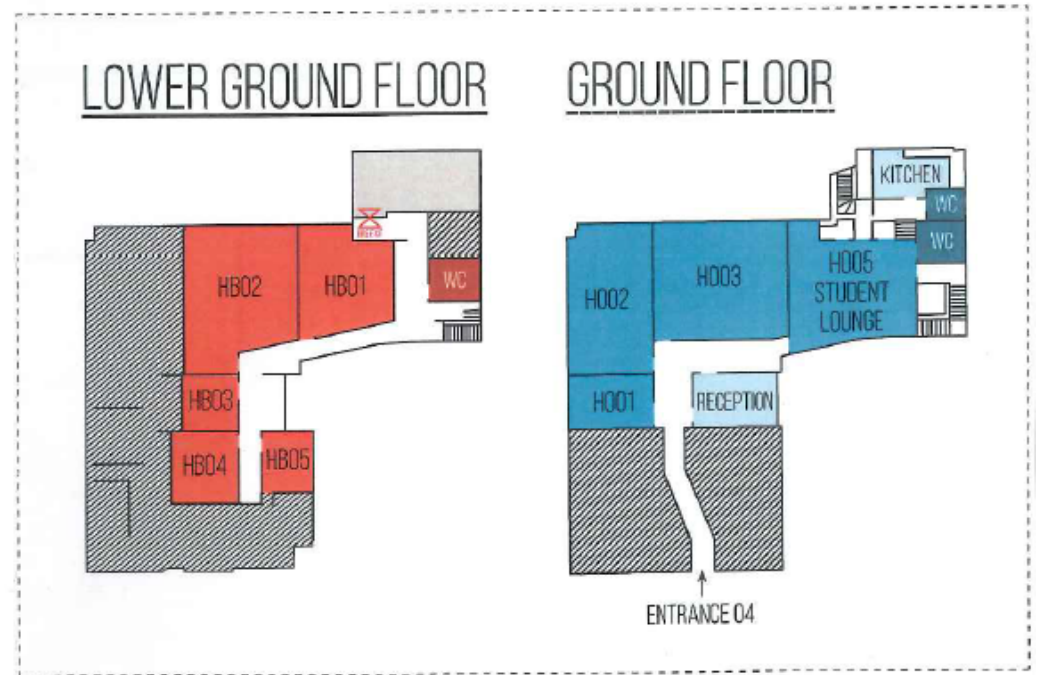 LOWER GROUND FLOOR
GROUND FLOOR
HB02
HB01
WC
HB03
HB04
HB05
KITCHEN
WC
WC
H002
H003
H005
STUDENT
LOUNGE
H001
RECEPTION
ENTRANCE 04